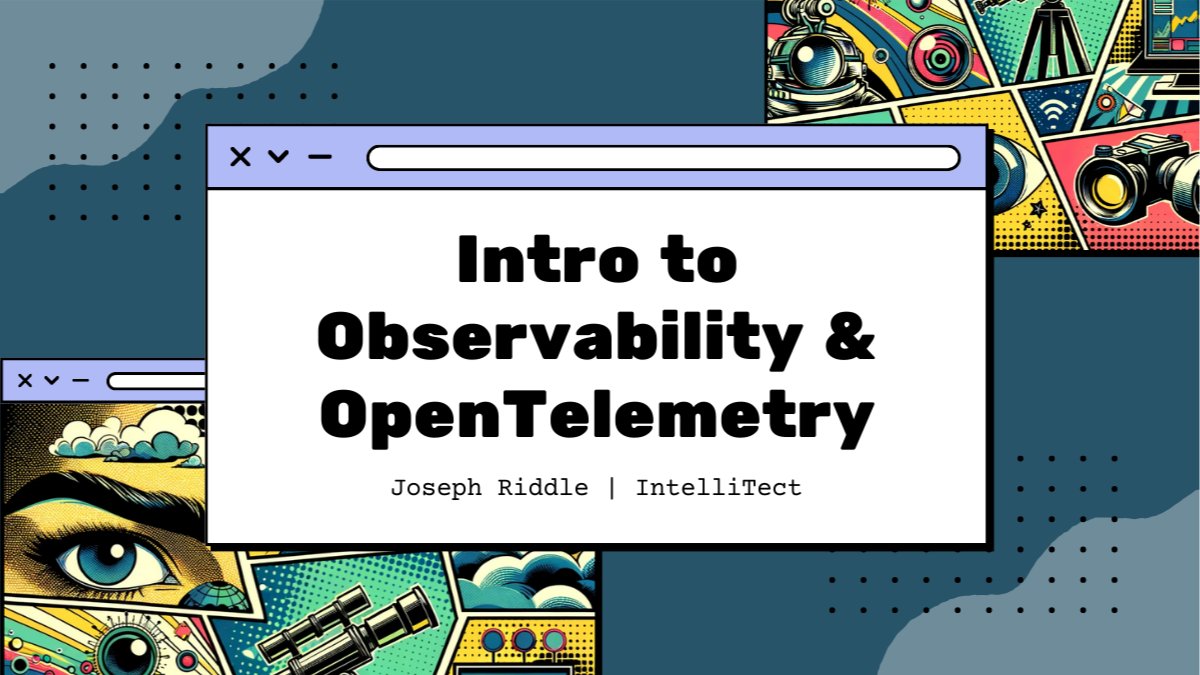 Intro to
Observability &
OpenTelemetry
Joseph Riddle | IntelliTect